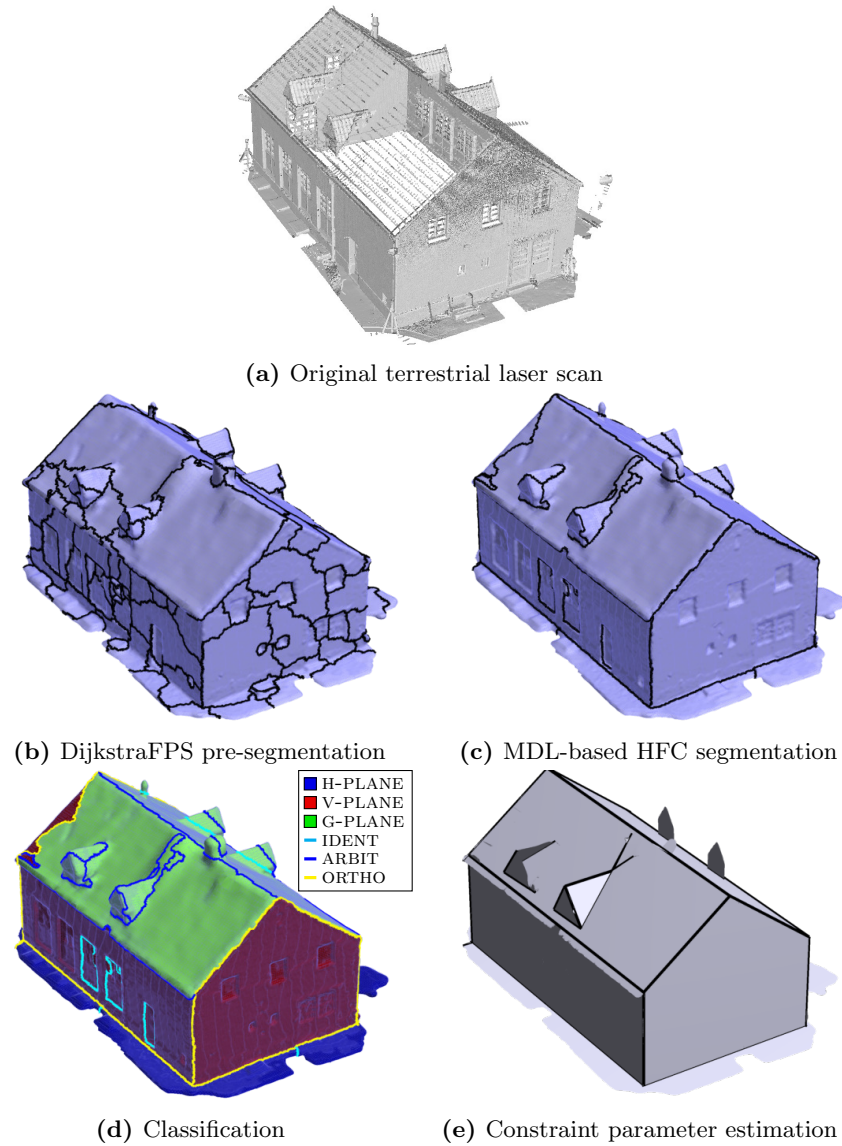 (a) Original terrestrial laser scan
(b) DijkstraFPS pre-segmentation
(c) MDL-based HFC segmentation
H-PLANE
V-PLANE
G-PLANE
IDENT
ARBIT
ORTHO
(d) Classification
(e) Constraint parameter estimation